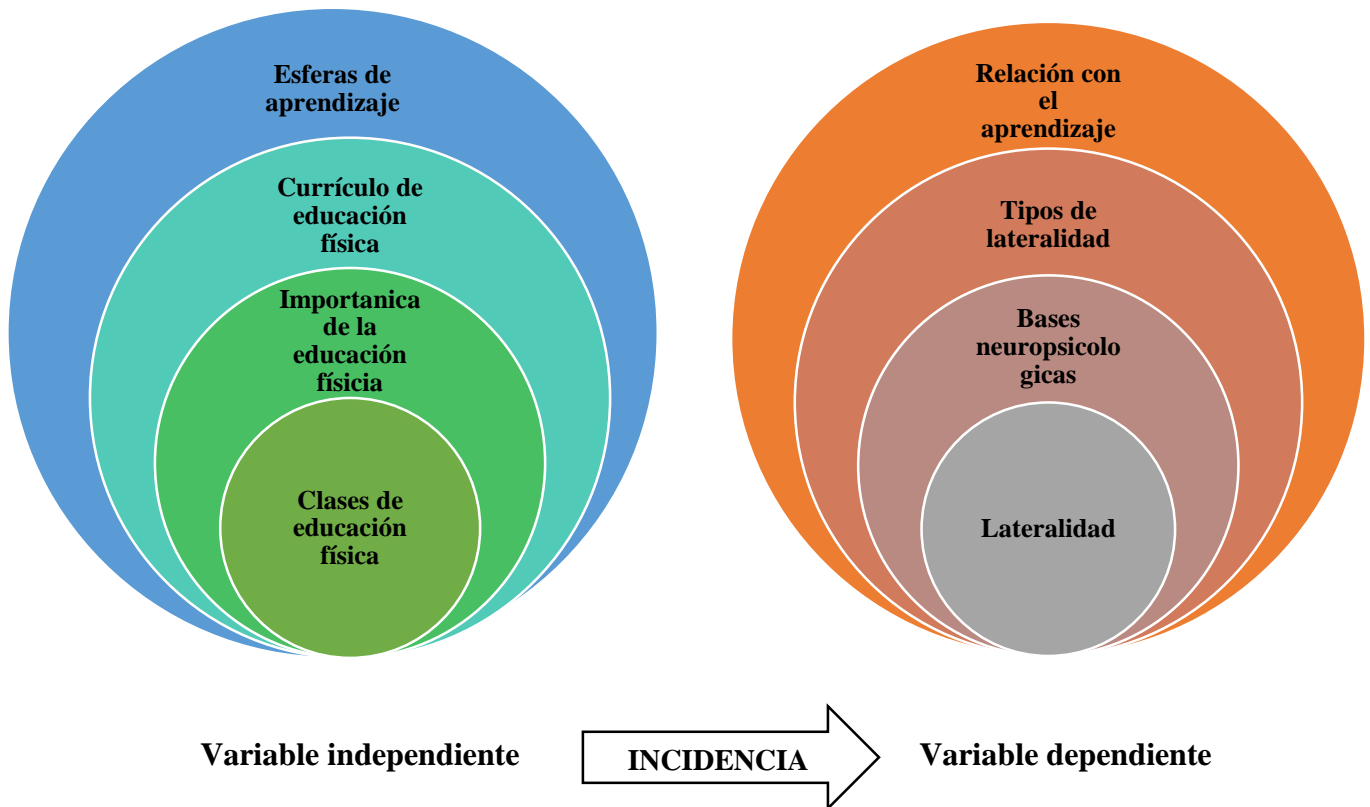 Esferas de
aprendizaje
Currículo de
educación
física
Importanica
de la
educación
físicia
Clases de
educación
física
Relación con
el
aprendizaje
Tipos de
lateralidad
Bases
neuropsicolo
gicas
Lateralidad
Variable independiente
INCIDENCIA
Variable dependiente